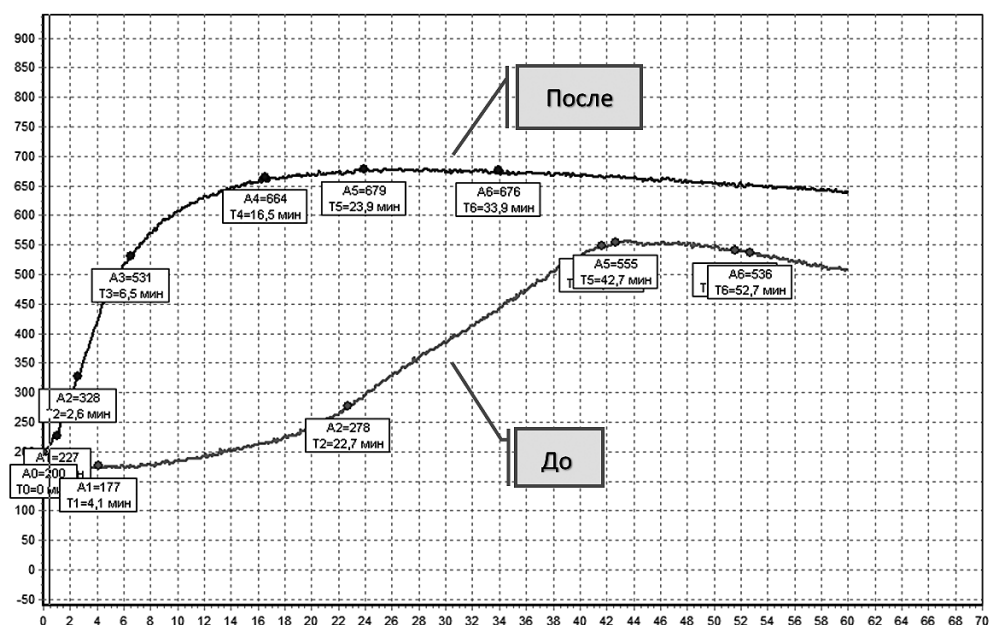 900
850
800
750
700
650
600
550
500
450
400
350
300
250
100
50
0
-50
После
A4=664
T4=16,5 мин
A5=679
T5=23,9 мин
A6=676
T6=33,9 мин
A3=531
T3=6,5 мин
A5=555
T5=42,7 мин
A6=536
T6=52,7 мин
A2=328
2=2,6 мин
A2=278
T2=22,7 мин
=227
A0=200
T0=0
A1=177
T1=4,1 мин
До
0 2 4 6 8 10 12 14 16 18 20 22 24 26 28 30 32 34 36 38 40 42 44 46 48 50 52 54 56 58 60 62 64 66 68 70